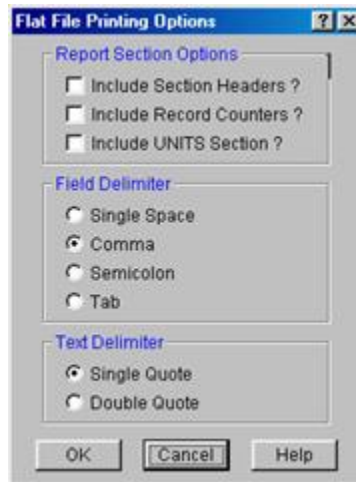 Flat File Printing Options
Report Section Options
Include Section Headers ?
Include Record Counters ?
Include UNITS Section ?
Field Delimiter
Single Space
Comma
Semicolon
Tab
Text Delimiter
Single Quote
Double Quote
OK Cancel Help